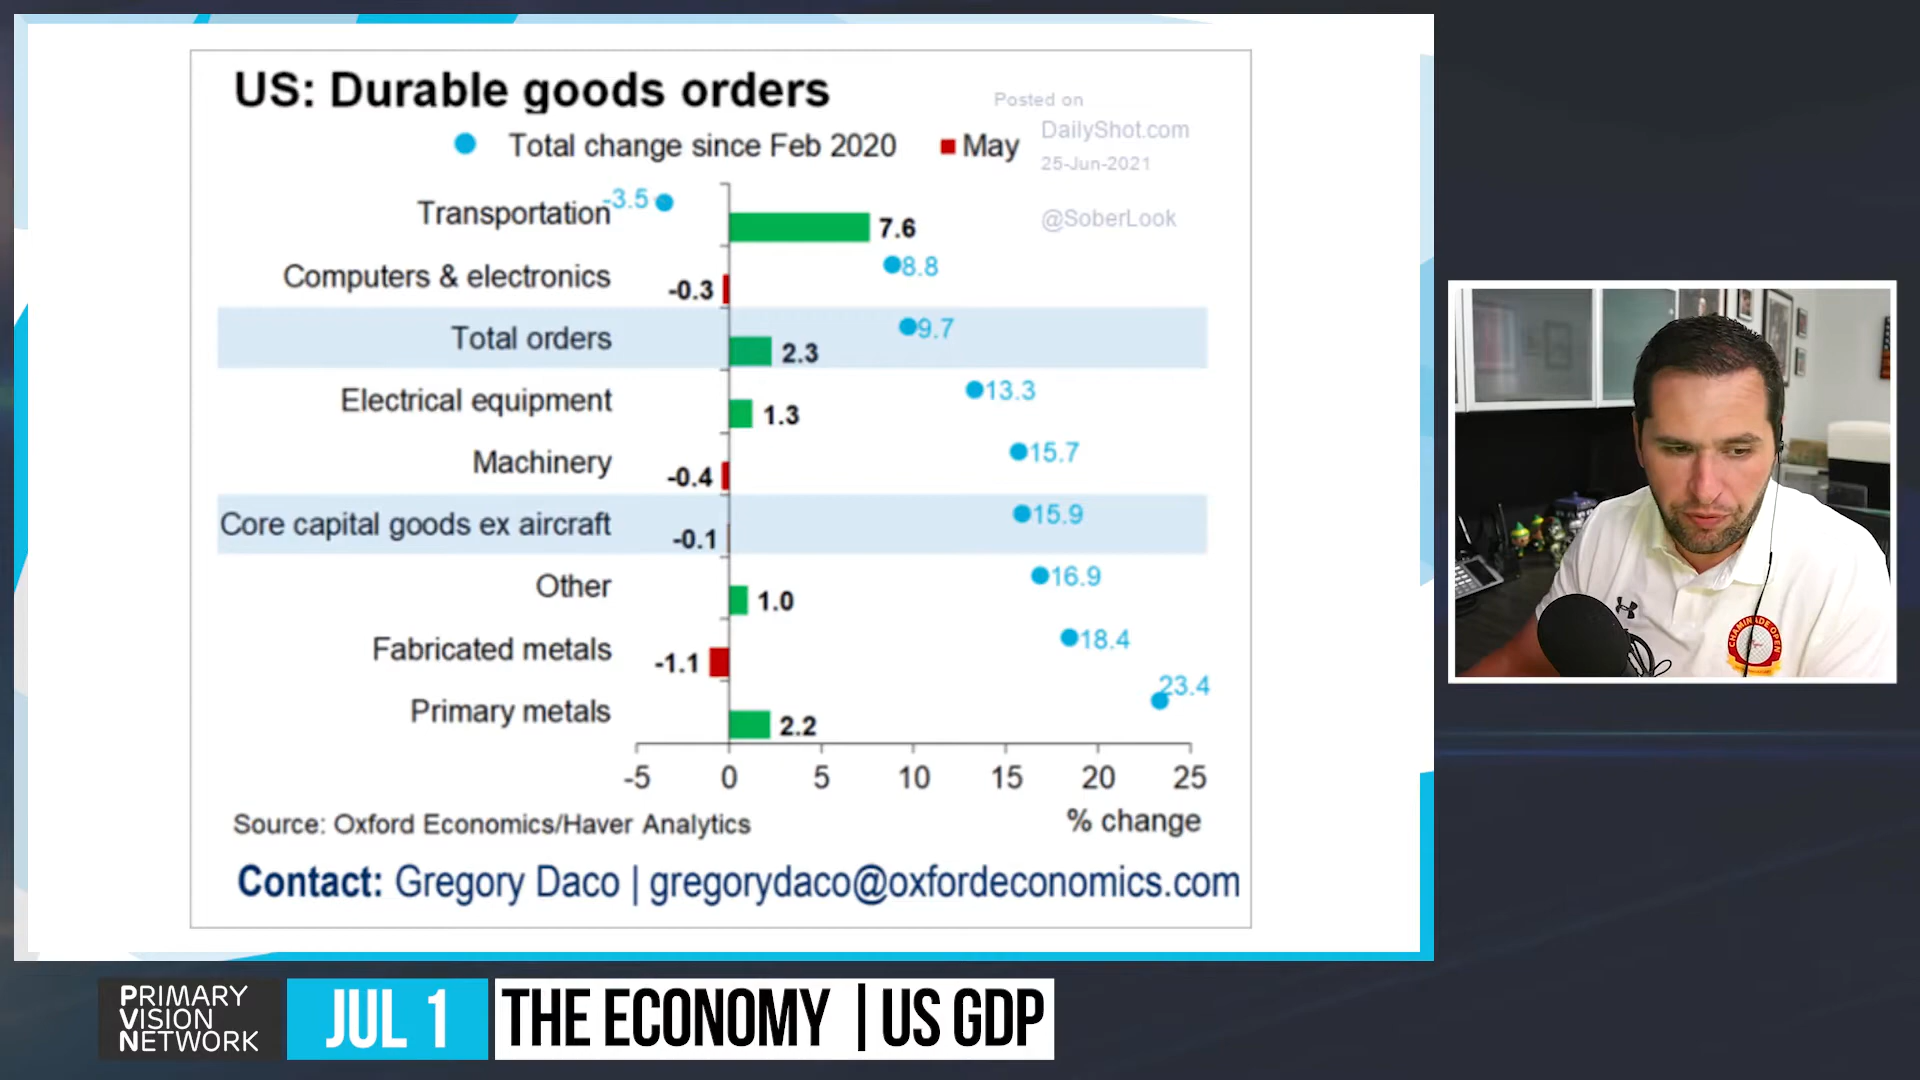 US: Durable goods orders
Posted on
DailyShot.com
25-Jun-2021
@SoberLook
Total change since Feb 2020
May
Transportation
-3.5
7.6
Computers & electronics
-0.3
8.8
Total orders
2.3
9.7
Electrical equipment
1.3
13.3
Machinery
-0.4
15.7
Core capital goods ex aircraft
-0.1
15.9
Other
1.0
16.9
Fabricated metals
-1.1
18.4
Primary metals
2.2
23.4
-5 0 5 10 15 20 25
% change
Source: Oxford Economics/Haver Analytics
Contact: Gregory Daco | gregorydaco@oxfordeconomics.com
CHAMINADE OPEN
PRIMARY
VISION
NETWORK
JUL 1
THE ECONOMY | US GDP